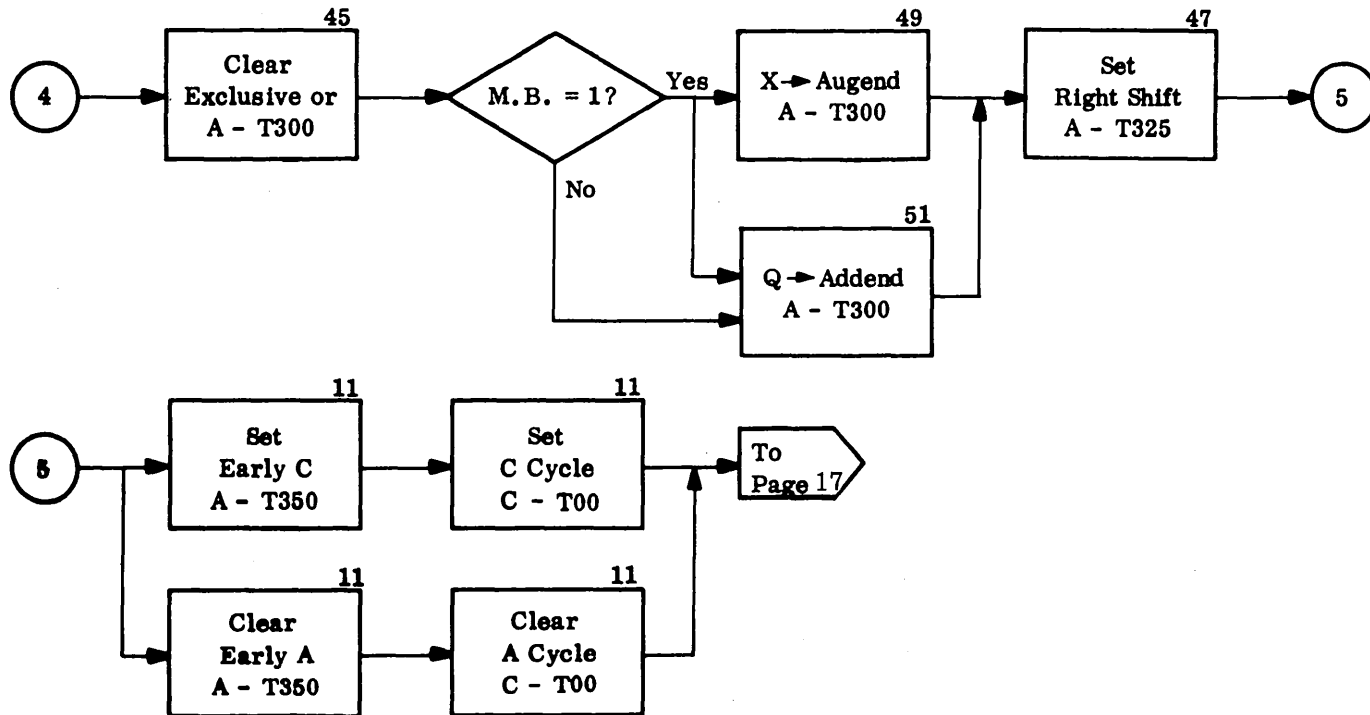 4
45
Clear
Exclusive or
A - T300
M. B. = 1?
Yes
No
49
X → Augend
A - T300
51
Q → Addend
A - T300
47
Set
Right Shift
A - T325
5
5
11
Set
Early C
A - T350
11
Set
C Cycle
C - T00
To
Page 17
11
Clear
Early A
A - T350
11
Clear
A Cycle
C - T00